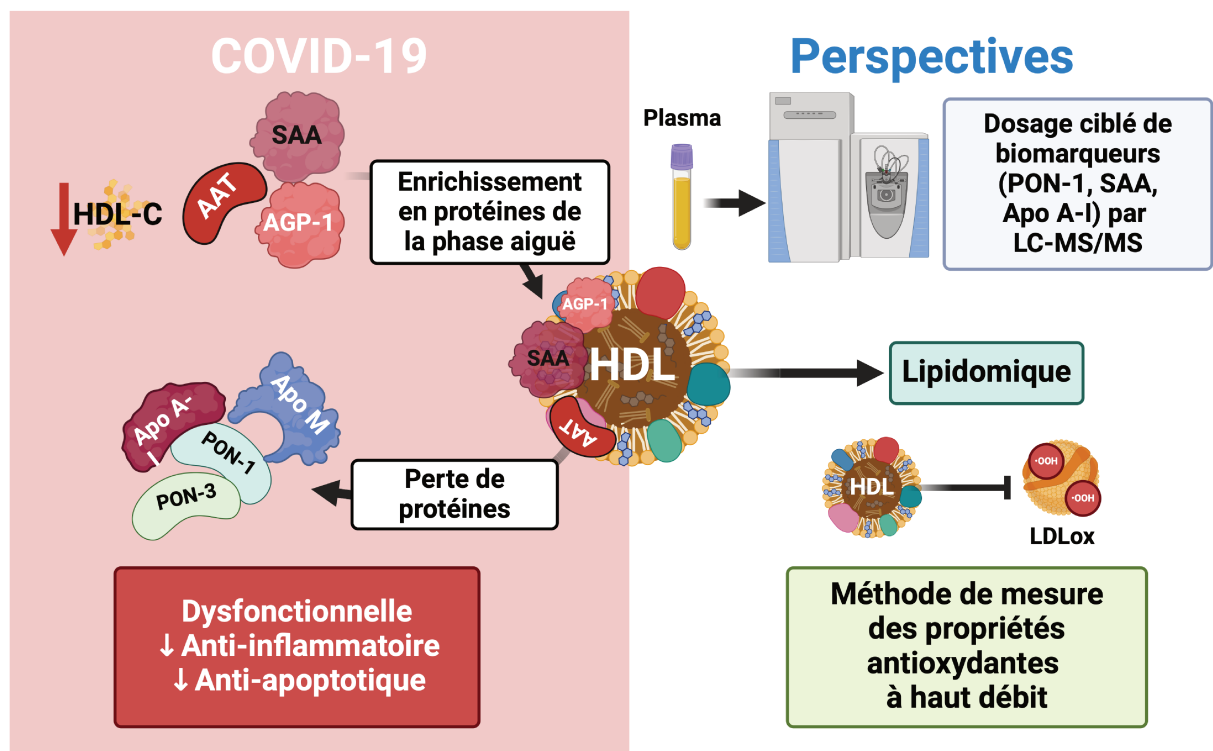 COVID-19
SAA
AAT
HDL-C
AGP-1
Enrichissement
en protéines de
la phase aiguë
AGP-1
SAA
HDL
AAT
Apo A-
I
Apo M
PON-1
PON-3
Perte de
protéines
Dysfonctionnelle
↓ Anti-inflammatoire
↓ Anti-apoptotique
Perspectives
Plasma
Dosage ciblé de
biomarqueurs
(PON-1, SAA,
Apo A-I) par
LC-MS/MS
Lipidomique
HDL
·OOH
·OOH
LDLox
Méthode de mesure
des propriétés
antioxydantes
à haut débit